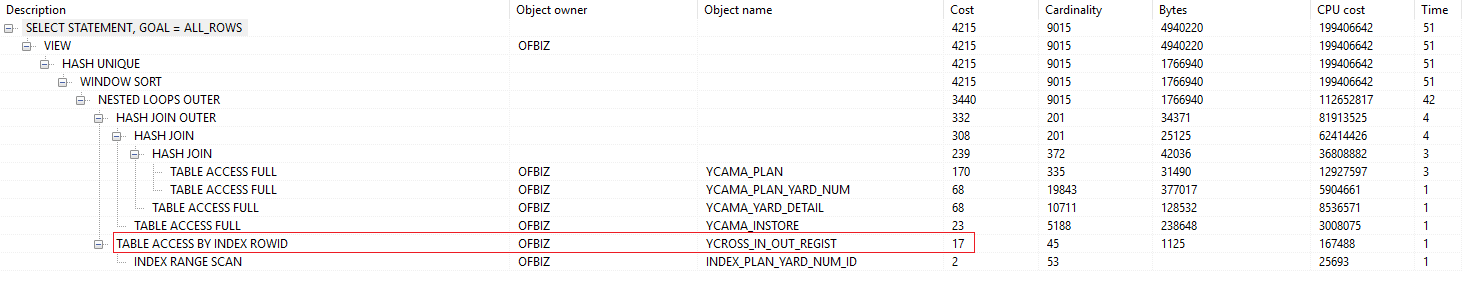 Description Object owner Object name Cost Cardinality Bytes CPU cost Time
SELECT STATEMENT, GOAL = ALL_ROWS 4215 9015 4940220 199406642 51
VIEW OFBIZ 4215 9015 4940220 199406642 51
HASH UNIQUE 4215 9015 1766940 199406642 51
WINDOW SORT 4215 9015 1766940 199406642 51
NESTED LOOPS OUTER 3440 9015 1766940 112652817 42
HASH JOIN OUTER 332 201 34371 81913525 4
HASH JOIN 308 201 25125 62414426 4
HASH JOIN 239 372 42036 36808882 3
TABLE ACCESS FULL OFBIZ YCAMA_PLAN 170 335 31490 12927597 3
TABLE ACCESS FULL OFBIZ YCAMA_PLAN_YARD_NUM 68 19843 377017 5904661 1
TABLE ACCESS FULL OFBIZ YCAMA_YARD_DETAIL 68 10711 128532 8536571 1
TABLE ACCESS FULL OFBIZ YCAMA_INSTORE 23 5188 238648 3008075 1
TABLE ACCESS BY INDEX ROWID OFBIZ YCROSS_IN_OUT_REGIST 17 45 1125 167488 1
INDEX RANGE SCAN OFBIZ INDEX_PLAN_YARD_NUM_ID 2 53 25693 1